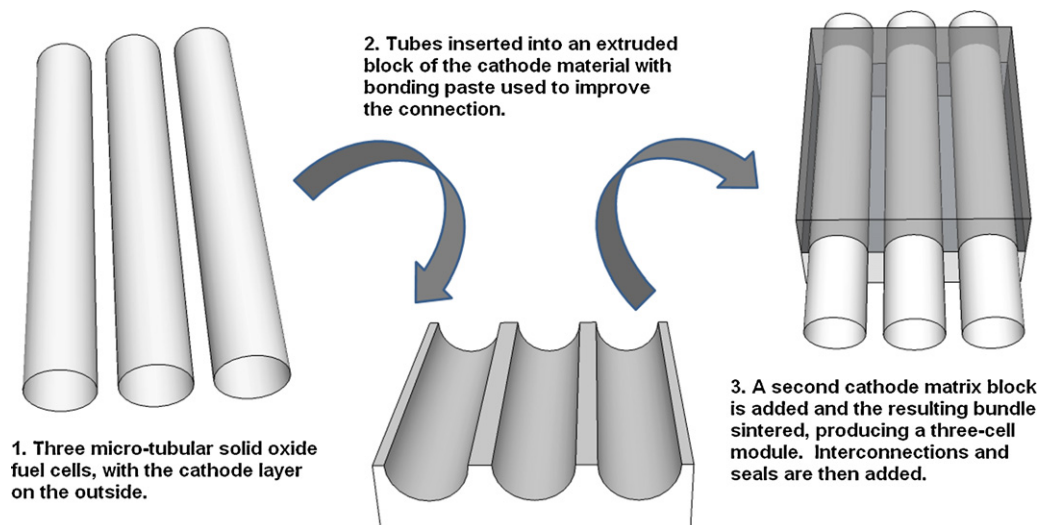 1. Three micro-tubular solid oxide
fuel cells, with the cathode layer
on the outside.
2. Tubes inserted into an extruded
block of the cathode material with
bonding paste used to improve
the connection.
3. A second cathode matrix block
is added and the resulting bundle
sintered, producing a three-cell
module. Interconnections and
seals are then added.